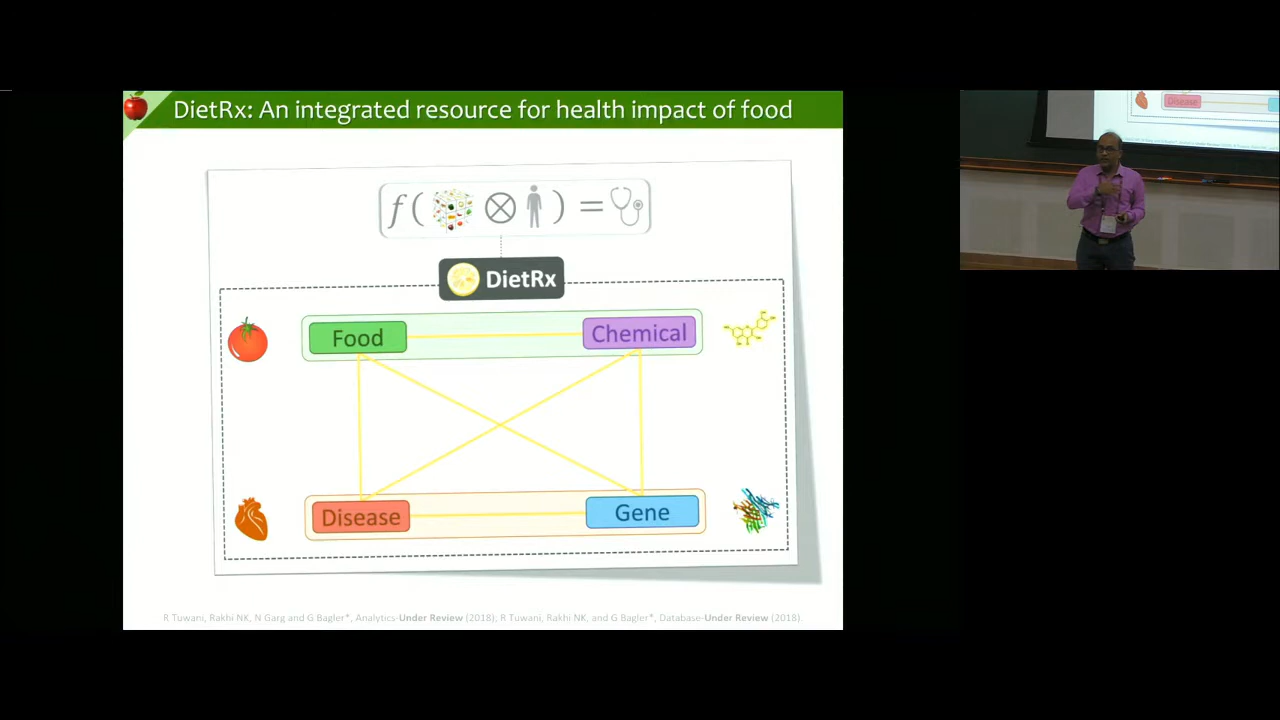 DietRx: An integrated resource for health impact of food
f( ⊗ ) =
DietRx
Food
Chemical
Disease
Gene
R Tuwani, Rakhi NK, N Garg and G Bagler*, Analytics-Under Review (2018); R Tuwani, Rakhi NK, and G Bagler*, Database-Under Review (2018).
Disease